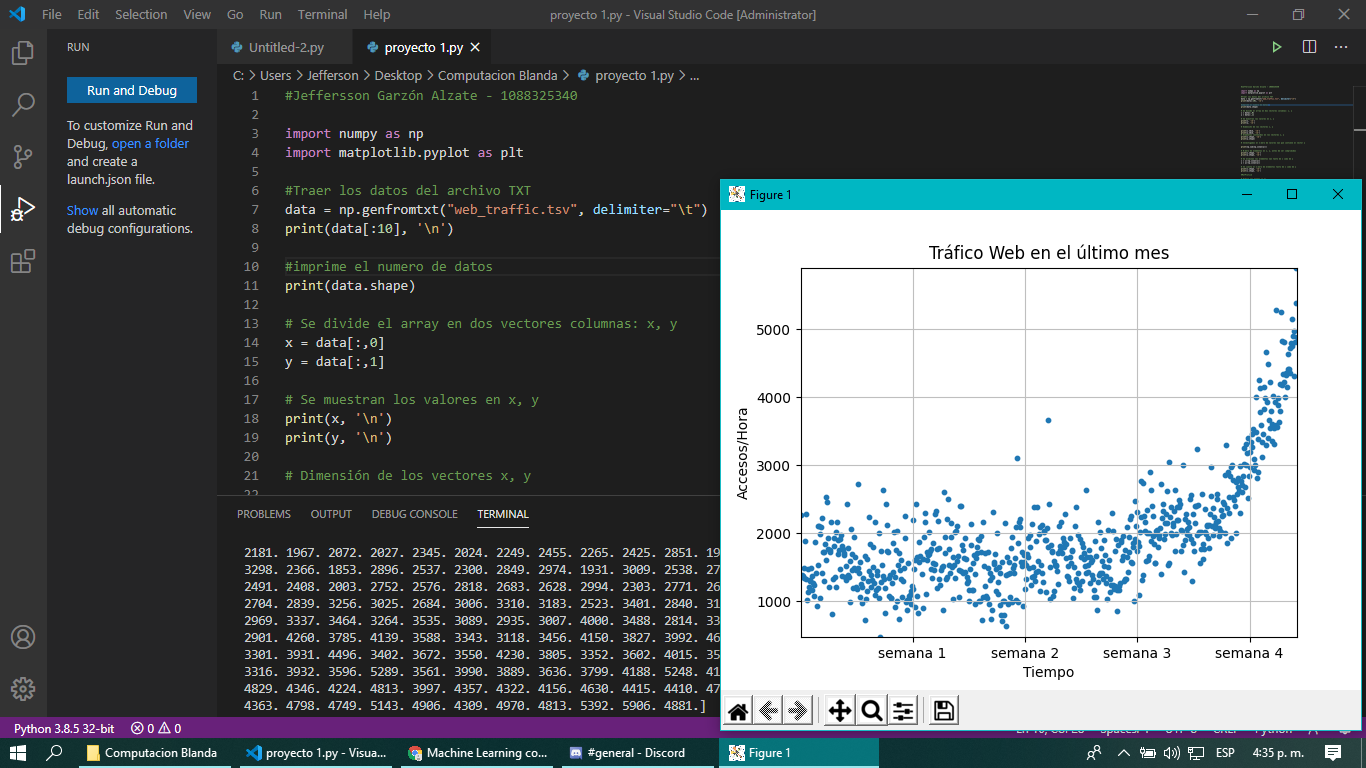 File Edit Selection View Go Run Terminal Help
proyecto 1.py - Visual Studio Code [Administrator]
RUN
Run and Debug
To customize Run and
Debug, open a folder
and create a
launch.json file.
Show all automatic
debug configurations.
Untitled-2.py
proyecto 1.py
C: > Users > Jefferson > Desktop > Computacion Blanda > proyecto 1.py > ...
1 #Jeffersson Garzón Alzate - 1088325340
2
3 import numpy as np
4 import matplotlib.pyplot as plt
5
6 #Traer los datos del archivo TXT
7 data = np.genfromtxt("web_traffic.tsv", delimiter="\t")
8 print(data[:10], '\n')
9
10 #imprime el numero de datos
11 print(data.shape)
12
13 # Se divide el array en dos vectores columnas: x, y
14 x = data[:,0]
15 y = data[:,1]
16
17 # Se muestran los valores en x, y
18 print(x, '\n')
19 print(y, '\n')
20
21 # Dimensión de los vectores x, y
22
PROBLEMS OUTPUT DEBUG CONSOLE TERMINAL
2181. 1967. 2072. 2027. 2345. 2024. 2249. 2455. 2265. 2425. 2851. 19
3298. 2366. 1853. 2896. 2537. 2300. 2849. 2974. 1931. 3009. 2538. 27
2491. 2408. 2003. 2752. 2576. 2818. 2683. 2628. 2994. 2303. 2771. 26
2704. 2839. 3256. 3025. 2684. 3006. 3310. 3183. 2523. 3401. 2840. 31
2969. 3337. 3464. 3264. 3535. 3089. 2935. 3007. 4000. 3488. 2814. 33
2901. 4260. 3785. 4139. 3588. 3343. 3118. 3456. 4150. 3827. 3992. 46
3301. 3931. 4496. 3402. 3672. 3550. 4230. 3805. 3352. 3602. 4015. 35
3316. 3932. 3596. 5289. 3561. 3990. 3889. 3636. 3799. 4188. 5248. 41
4829. 4346. 4224. 4813. 3997. 4357. 4322. 4156. 4630. 4415. 4410. 47
4363. 4798. 4749. 5143. 4906. 4309. 4970. 4813. 5392. 5906. 4881.]
Figure 1
Tráfico Web en el último mes
5000
4000
3000
2000
1000
Accesos/Hora
semana 1 semana 2 semana 3 semana 4
Tiempo
Python 3.8.5 32-bit 0 0
Computacion Blanda
proyecto 1.py - Visua...
Machine Learning co...
#general - Discord
Figure 1
ESP
4:35 p. m.